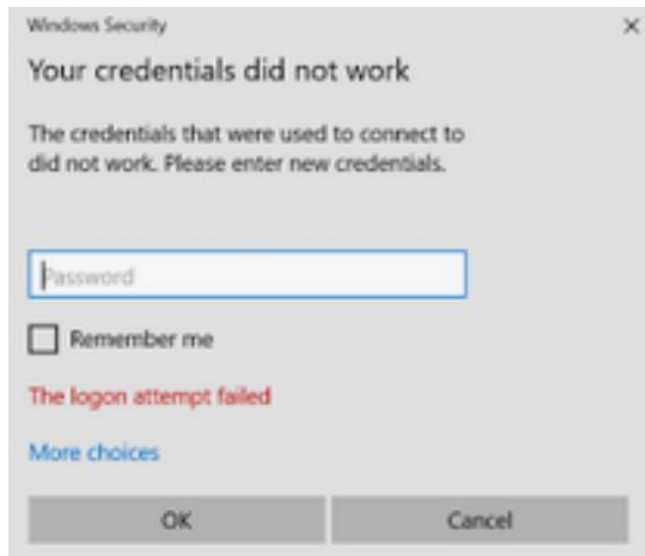 Windows Security
Your credentials did not work
The credentials that were used to connect to
did not work. Please enter new credentials.
Password
Remember me
The logon attempt failed
More choices
OK
Cancel